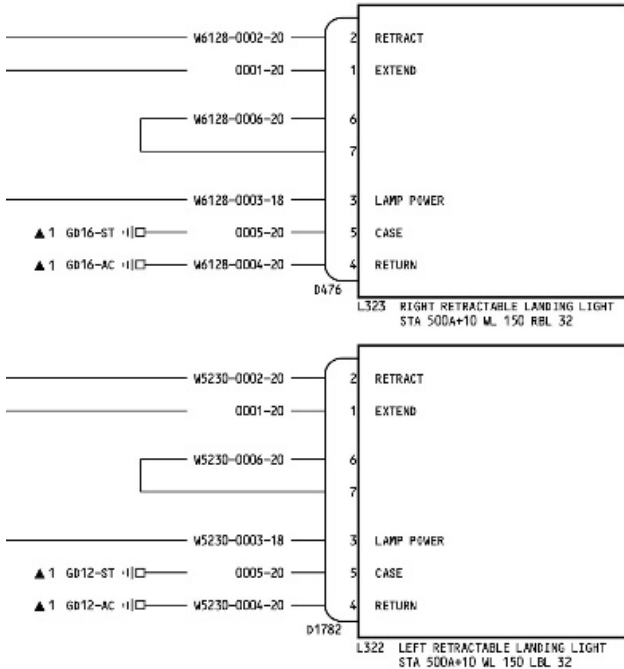 W6128-0002-20 2 RETRACT
0001-20 1 EXTEND
W6128-0006-20 6
7
W6128-0003-18 3 LAMP POWER
▲ 1 GD16-ST 0005-20 5 CASE
▲ 1 GD16-AC W6128-0004-20 4 RETURN
D476
L323 RIGHT RETRACTABLE LANDING LIGHT
STA 500A+10 WL 150 RBL 32
W5230-0002-20 2 RETRACT
0001-20 1 EXTEND
W5230-0006-20 6
7
W5230-0003-18 3 LAMP POWER
▲ 1 GD12-ST 0005-20 5 CASE
▲ 1 GD12-AC W5230-0004-20 4 RETURN
D1782
L322 LEFT RETRACTABLE LANDING LIGHT
STA 500A+10 WL 150 LBL 32